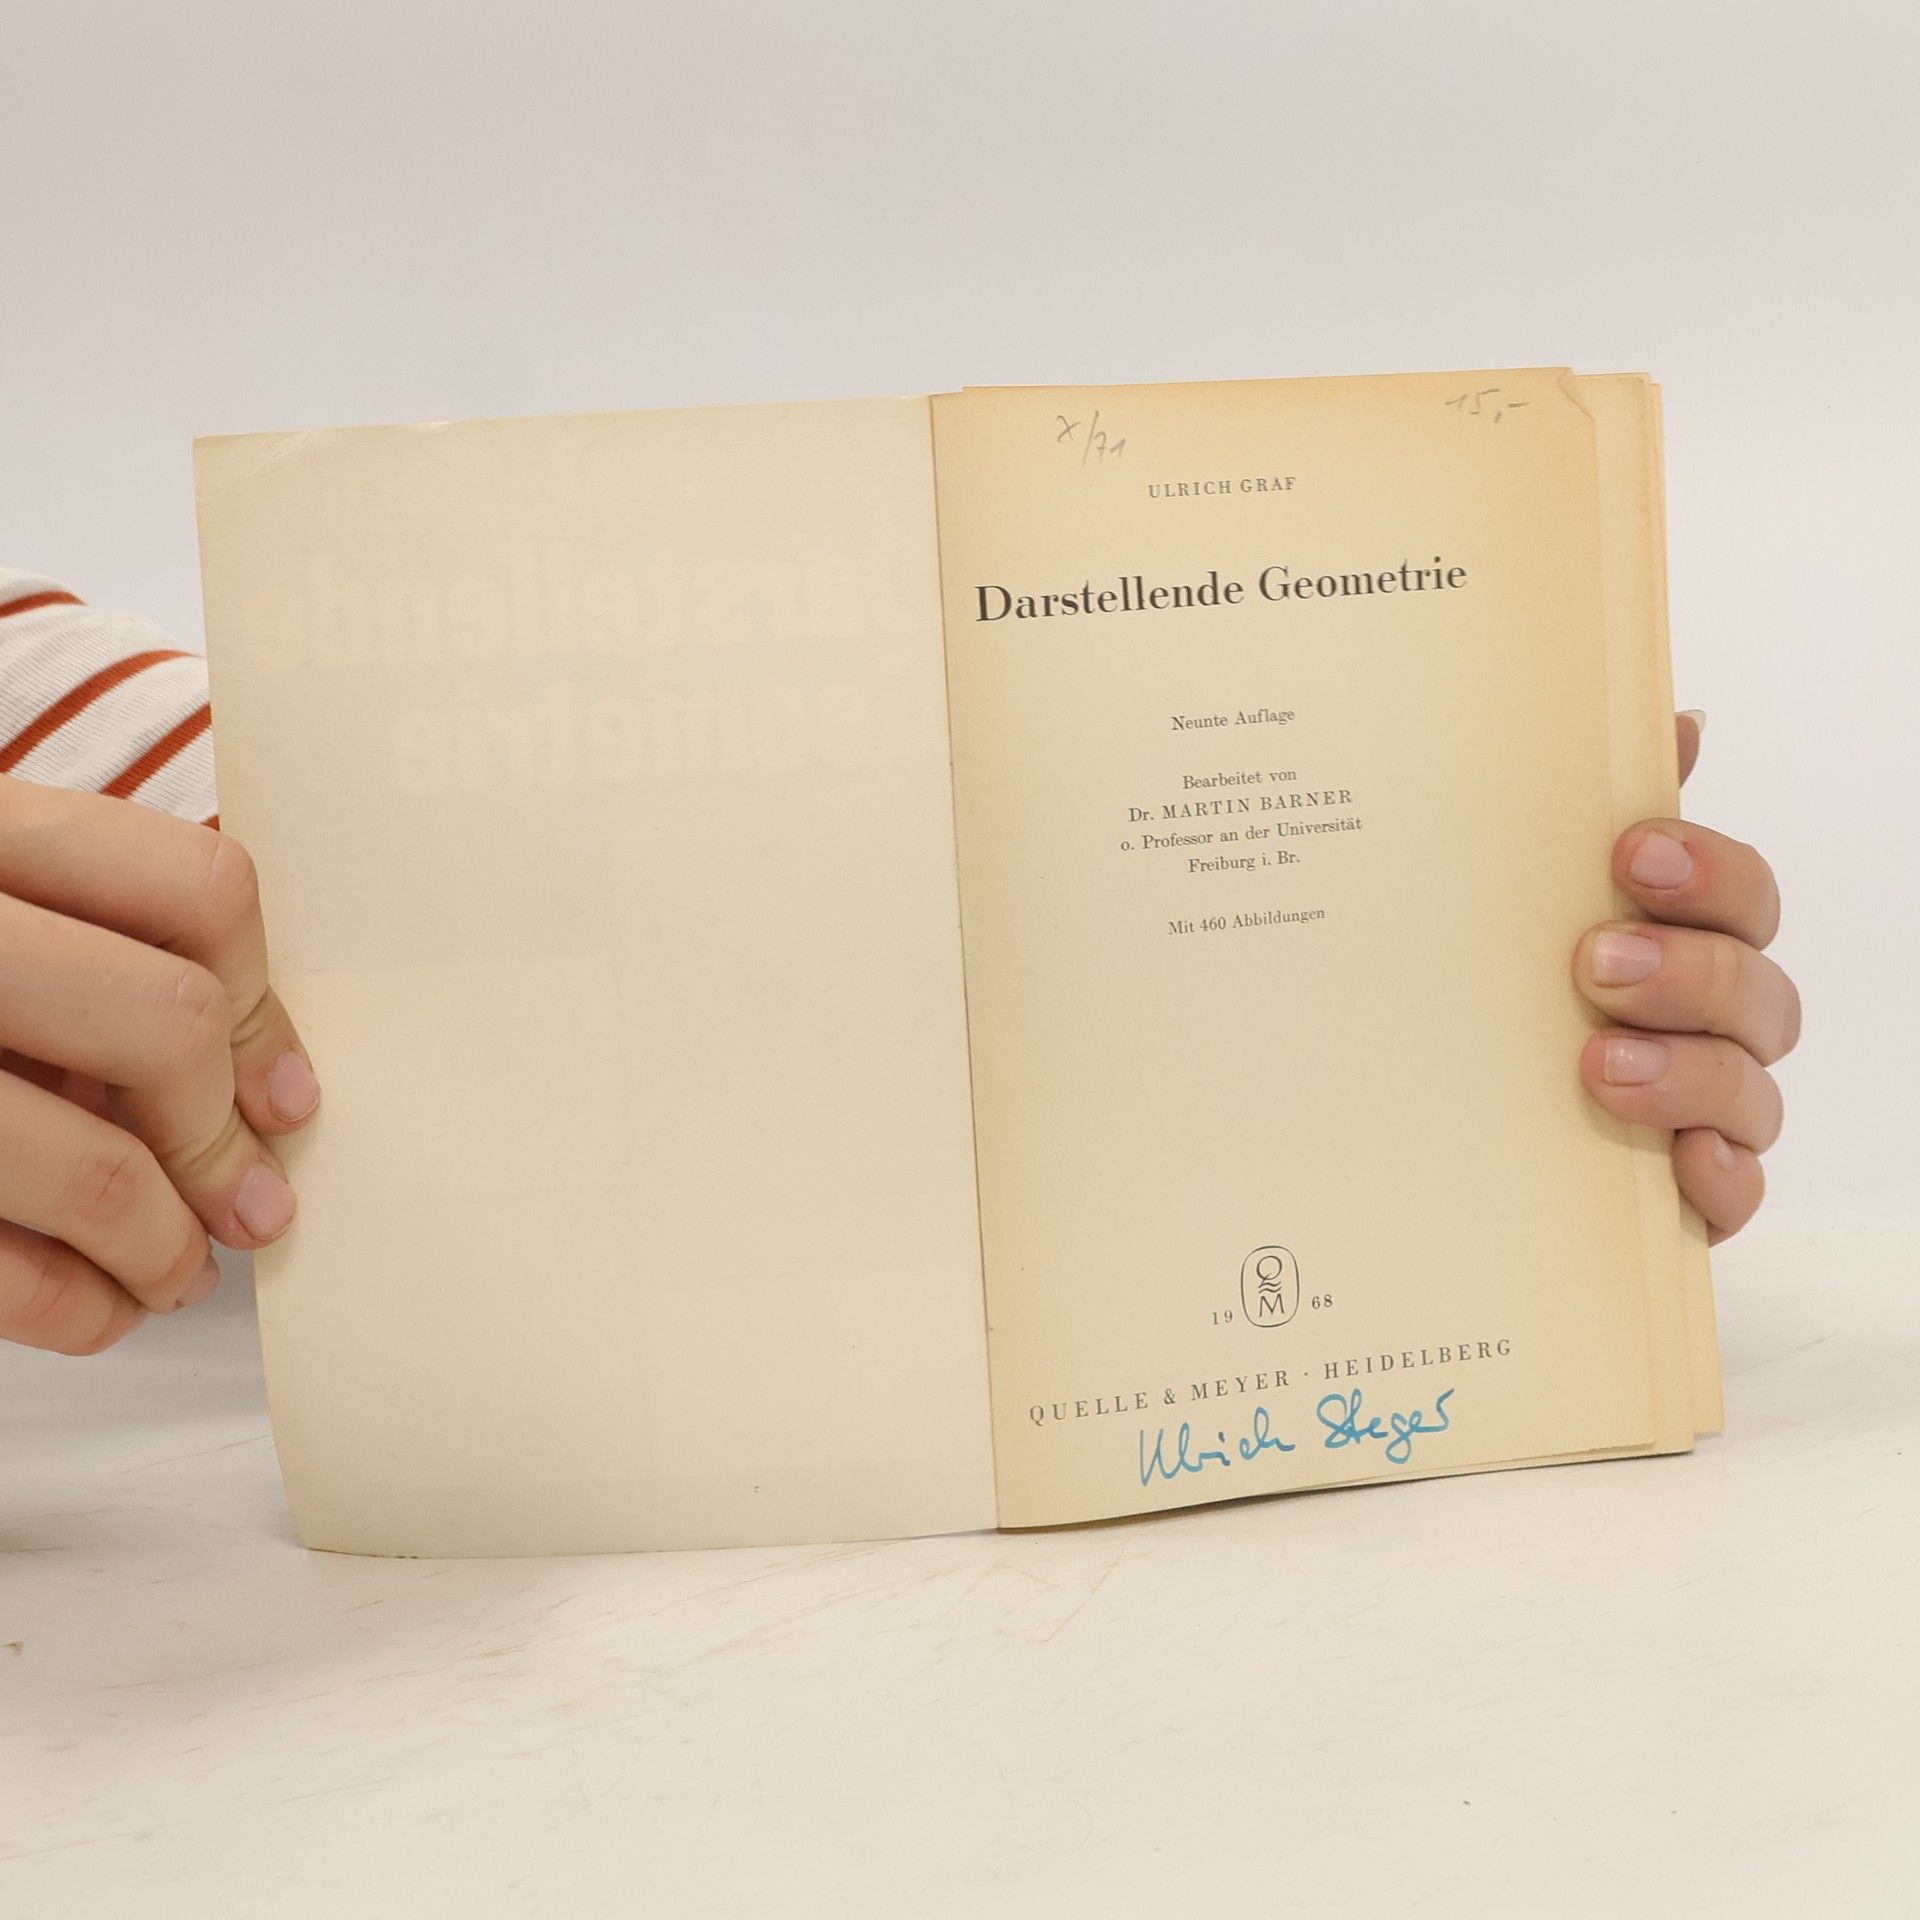 X/71
15,-
ULRICH GRAF
Darstellende Geometrie
Neunte Auflage
Bearbeitet von
Dr. MARTIN BARNER
o. Professor an der Universität
Freiburg i. Br.
Mit 460 Abbildungen
Q
M
19 68
QUELLE & MEYER · HEIDELBERG
Ulrich Steger